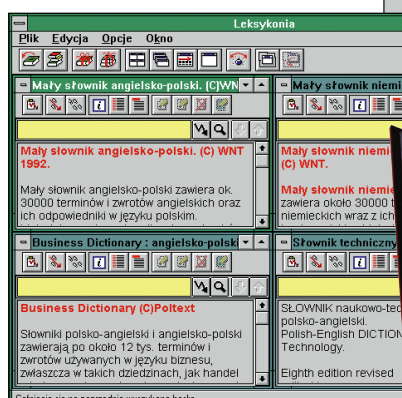 Leksykonia
Plik Edycja Opcje Okno
Mały słownik angielsko-polski. (C)WN
Mały słownik angielsko-polski. (C) WNT
1992.
Mały słownik angielsko-polski zawiera ok.
30000 terminów i zwrotów angielskich oraz
ich odpowiedniki w języku polskim.
Mały słownik niemi
Mały słownik niemie
(C) WNT.
Mały słownik niemie
zawiera około 30000 t
niemieckich wraz z ich
Business Dictionary : angielsko-polski
Business Dictionary (C)Poltext
Słowniki polsko-angielski i angielsko-polski
zawierają po około 12 tys. terminów i
zwrotów używanych w języku biznesu,
zwłaszcza w takich dziedzinach, jak handel
Słownik techniczny
SŁOWNIK naukowo-tec
polsko-angielski.
Polish-English DICTION
Technology.
Eighth edition revised